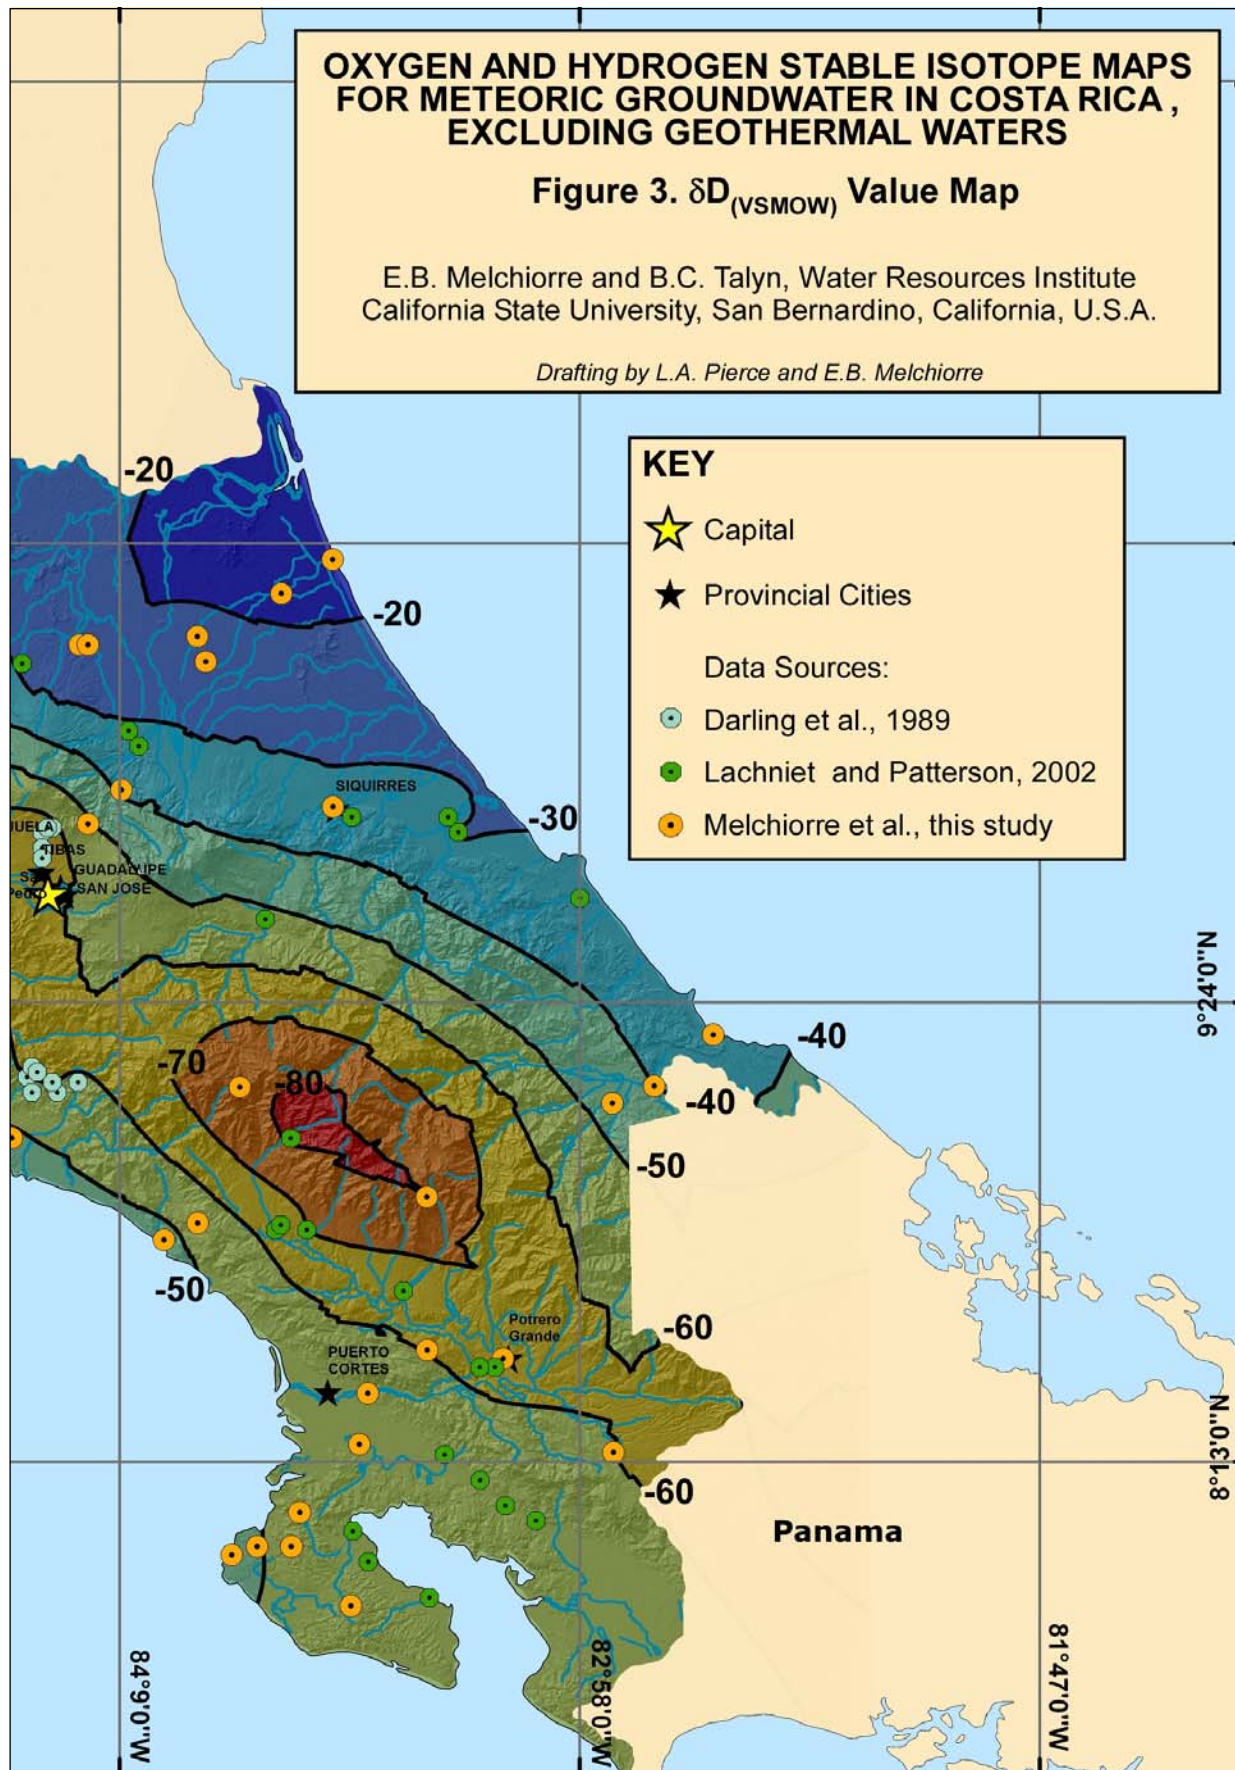 OXYGEN AND HYDROGEN STABLE ISOTOPE MAPS
FOR METEORIC GROUNDWATER IN COSTA RICA ,
EXCLUDING GEOTHERMAL WATERS
Figure 3. δD(VSMOW) Value Map
E.B. Melchiorre and B.C. Talyn, Water Resources Institute
California State University, San Bernardino, California, U.S.A.
Drafting by L.A. Pierce and E.B. Melchiorre
KEY
Capital
Provincial Cities
Data Sources:
Darling et al., 1989
Lachniet and Patterson, 2002
Melchiorre et al., this study
-20
-20
SIQUIRRES
-30
JUELA
TIBAS
GUADALUPE
San
Pedro
SAN JOSE
9°24'0"N
-40
-70
-80
-40
-50
-50
Potrero
Grande
-60
PUERTO
CORTES
8°13'0"N
-60
Panama
84°9'0"W
82°58'0"W
81°47'0"W